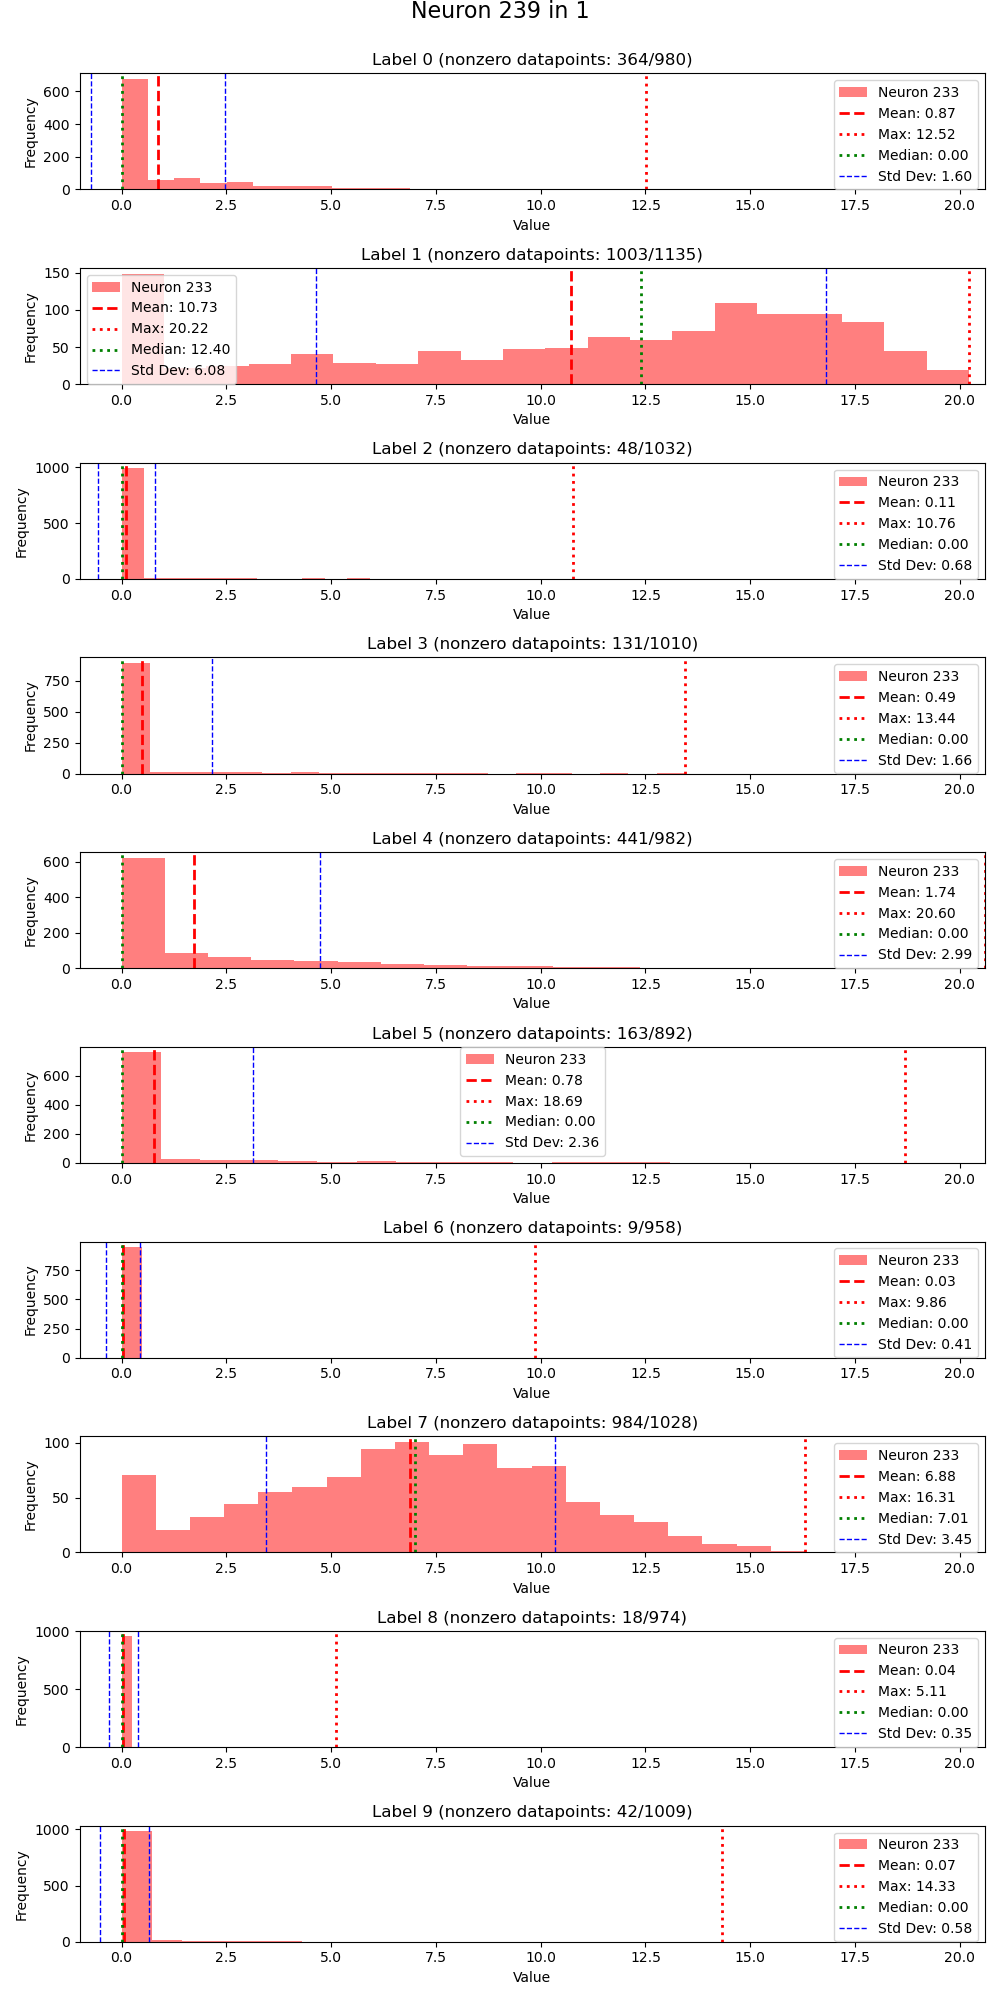 Neuron 239 in 1
Label 0 (nonzero datapoints: 364/980)
Frequency
600
400
200
0
Neuron 233
Mean: 0.87
Max: 12.52
Median: 0.00
Std Dev: 1.60
0.0 2.5 5.0 7.5 10.0 12.5 15.0 17.5 20.0
Value
Label 1 (nonzero datapoints: 1003/1135)
Frequency
150
100
50
0
Neuron 233
Mean: 10.73
Max: 20.22
Median: 12.40
Std Dev: 6.08
0.0 2.5 5.0 7.5 10.0 12.5 15.0 17.5 20.0
Value
Label 2 (nonzero datapoints: 48/1032)
Frequency
1000
500
0
Neuron 233
Mean: 0.11
Max: 10.76
Median: 0.00
Std Dev: 0.68
0.0 2.5 5.0 7.5 10.0 12.5 15.0 17.5 20.0
Value
Label 3 (nonzero datapoints: 131/1010)
Frequency
750
500
250
0
Neuron 233
Mean: 0.49
Max: 13.44
Median: 0.00
Std Dev: 1.66
0.0 2.5 5.0 7.5 10.0 12.5 15.0 17.5 20.0
Value
Label 4 (nonzero datapoints: 441/982)
Frequency
600
400
200
0
Neuron 233
Mean: 1.74
Max: 20.60
Median: 0.00
Std Dev: 2.99
0.0 2.5 5.0 7.5 10.0 12.5 15.0 17.5 20.0
Value
Label 5 (nonzero datapoints: 163/892)
Frequency
600
400
200
0
Neuron 233
Mean: 0.78
Max: 18.69
Median: 0.00
Std Dev: 2.36
0.0 2.5 5.0 7.5 10.0 12.5 15.0 17.5 20.0
Value
Label 6 (nonzero datapoints: 9/958)
Frequency
750
500
250
0
Neuron 233
Mean: 0.03
Max: 9.86
Median: 0.00
Std Dev: 0.41
0.0 2.5 5.0 7.5 10.0 12.5 15.0 17.5 20.0
Value
Label 7 (nonzero datapoints: 984/1028)
Frequency
100
50
0
Neuron 233
Mean: 6.88
Max: 16.31
Median: 7.01
Std Dev: 3.45
0.0 2.5 5.0 7.5 10.0 12.5 15.0 17.5 20.0
Value
Label 8 (nonzero datapoints: 18/974)
Frequency
1000
500
0
Neuron 233
Mean: 0.04
Max: 5.11
Median: 0.00
Std Dev: 0.35
0.0 2.5 5.0 7.5 10.0 12.5 15.0 17.5 20.0
Value
Label 9 (nonzero datapoints: 42/1009)
Frequency
1000
500
0
Neuron 233
Mean: 0.07
Max: 14.33
Median: 0.00
Std Dev: 0.58
0.0 2.5 5.0 7.5 10.0 12.5 15.0 17.5 20.0
Value